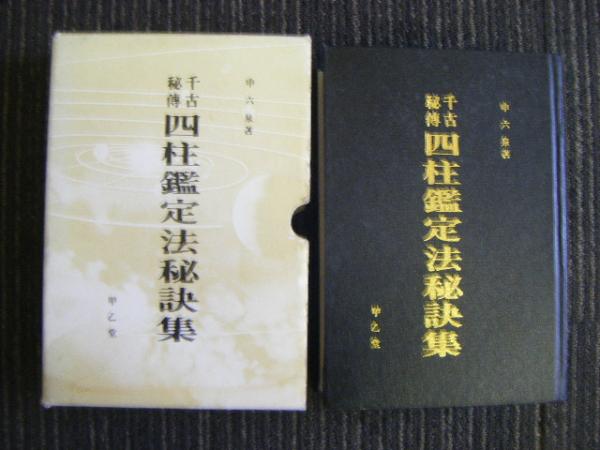 申六泉著
千古
秘傳
四柱鑑定法秘訣集
甲乙堂
申六泉著
千古
秘傳
四柱鑑定法秘訣集
甲乙堂